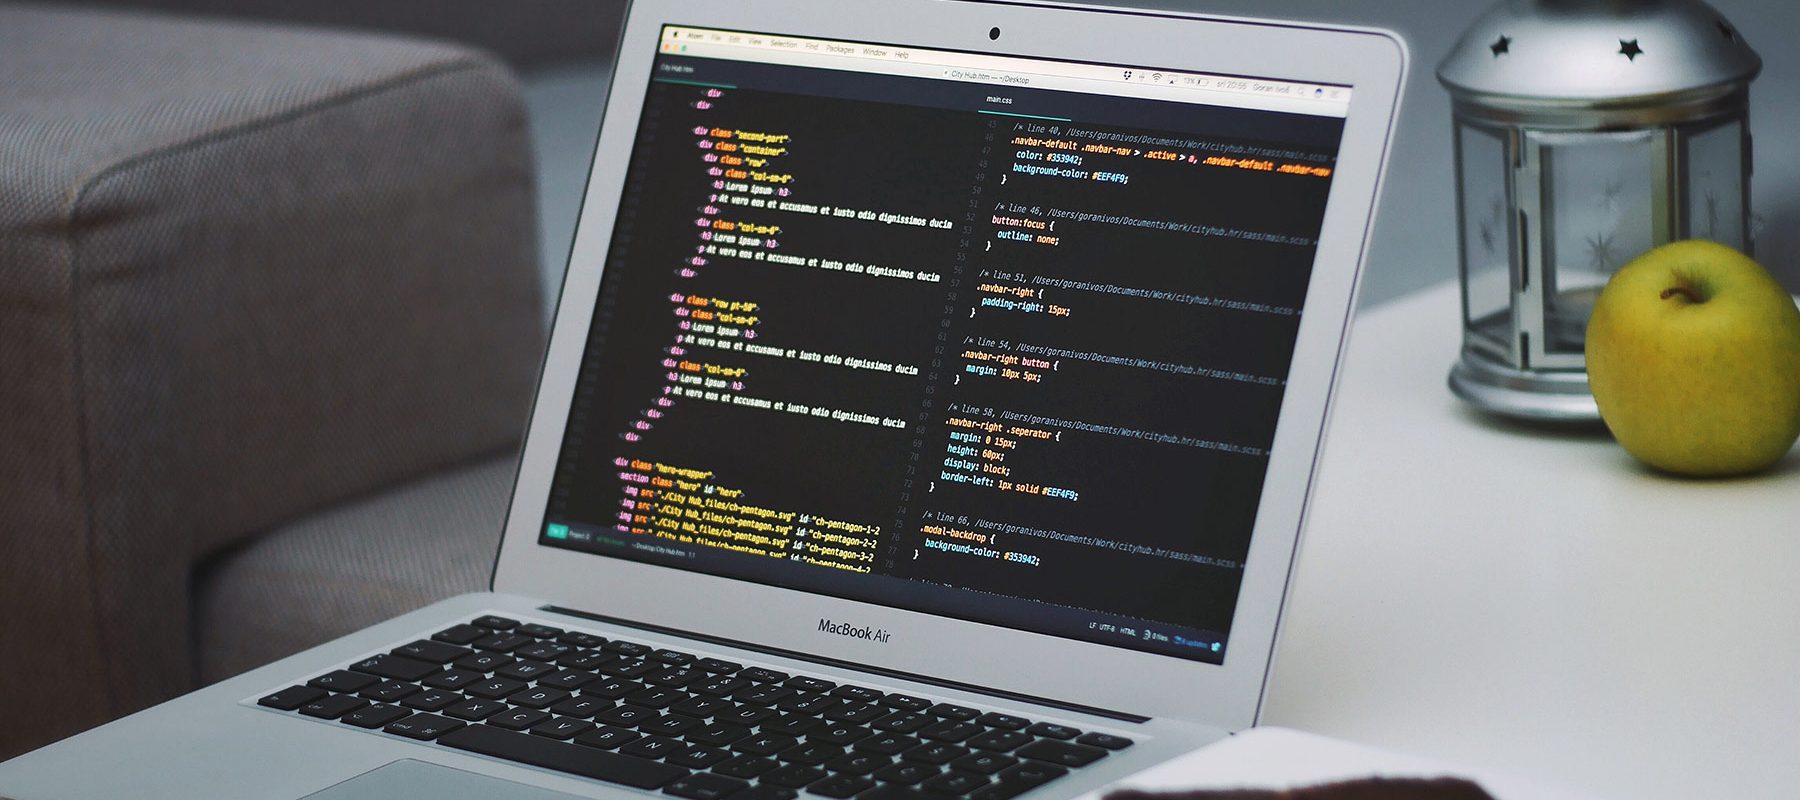 Atom File Edit View Selection Find Packages Window Help
City Hub.htm — ~/Desktop
13%
sri 20:56 Goran Ivoš
City Hub.htm
div
div
div class="second-part"
div class="container"
div class="row"
div class="col-sm-6"
h3 Lorem ipsum /h3
p At vero eos et accusamus et iusto odio dignissimos ducim
div
div class="col-sm-6"
h3 Lorem ipsum /h3
p At vero eos et accusamus et iusto odio dignissimos ducim
div
div
div class="row pt-50"
div class="col-sm-6"
h3 Lorem ipsum /h3
p At vero eos et accusamus et iusto odio dignissimos ducim
div
div class="col-sm-6"
h3 Lorem ipsum /h3
p At vero eos et accusamus et iusto odio dignissimos ducim
div
div
div
div
div class="hero-wrapper"
section class="hero" id="hero"
img src="./City Hub_files/ch-pentagon.svg" id="ch-pentagon-1-2
img src="./City Hub_files/ch-pentagon.svg" id="ch-pentagon-2-2
img src="./City Hub_files/ch-pentagon.svg" id="ch-pentagon-3-2
img src="./City Hub_files/ch-pentagon.svg" id="ch-pentagon-4-2
main.css
45 /* line 40, /Users/goranivos/Documents/Work/cityhub.hr/sass/main.scss *
46 .navbar-default .navbar-nav > .active > a, .navbar-default .navbar-nav
47 color: #353942;
48 background-color: #EEF4F9;
49 }
50
51 /* line 46, /Users/goranivos/Documents/Work/cityhub.hr/sass/main.scss *
52 button:focus {
53 outline: none;
54 }
55
56 /* line 51, /Users/goranivos/Documents/Work/cityhub.hr/sass/main.scss *
57 .navbar-right {
58 padding-right: 15px;
59 }
60
61 /* line 54, /Users/goranivos/Documents/Work/cityhub.hr/sass/main.scss *
62 .navbar-right button {
63 margin: 10px 5px;
64 }
65
66 /* line 58, /Users/goranivos/Documents/Work/cityhub.hr/sass/main.scss *
67 .navbar-right .seperator {
68 margin: 0 15px;
69 height: 60px;
70 display: block;
71 border-left: 1px solid #EEF4F9;
72 }
73
74 /* line 66, /Users/goranivos/Documents/Work/cityhub.hr/sass/main.scss *
75 .modal-backdrop {
76 background-color: #353942;
77 }
78
Project 0
~/Desktop/City Hub.htm 1:1
LF UTF-8 HTML 0 files
MacBook Air
Q W E R T Y U I O P
A S D F G H J K L
Z X C V B N M